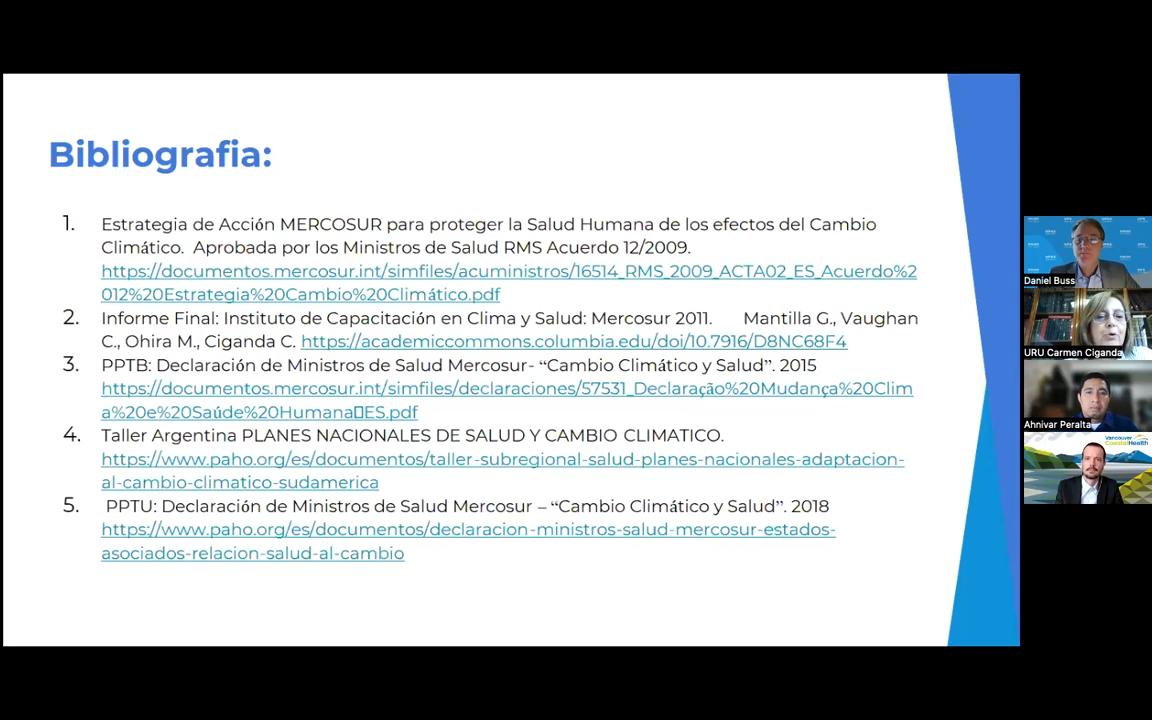 Bibliografia:
1. Estrategia de Acción MERCOSUR para proteger la Salud Humana de los efectos del Cambio
Climático. Aprobada por los Ministros de Salud RMS Acuerdo 12/2009.
https://documentos.mercosur.int/simfiles/acuministros/16514_RMS_2009_ACTA02_ES_Acuerdo%2
012%20Estrategia%20Cambio%20Climático.pdf
2. Informe Final: Instituto de Capacitación en Clima y Salud: Mercosur 2011. Mantilla G., Vaughan
C., Ohira M., Ciganda C. https://academiccommons.columbia.edu/doi/10.7916/D8NC68F4
3. PPTB: Declaración de Ministros de Salud Mercosur- “Cambio Climático y Salud”. 2015
https://documentos.mercosur.int/simfiles/declaraciones/57531_Declaração%20Mudança%20Clim
a%20e%20Saúde%20Humana▯ES.pdf
4. Taller Argentina PLANES NACIONALES DE SALUD Y CAMBIO CLIMATICO.
https://www.paho.org/es/documentos/taller-subregional-salud-planes-nacionales-adaptacion-
al-cambio-climatico-sudamerica
5. PPTU: Declaración de Ministros de Salud Mercosur – “Cambio Climático y Salud”. 2018
https://www.paho.org/es/documentos/declaracion-ministros-salud-mercosur-estados-
asociados-relacion-salud-al-cambio
Daniel Buss
URU Carmen Ciganda
Ahnivar Peralta
Vancouver
CoastalHealth